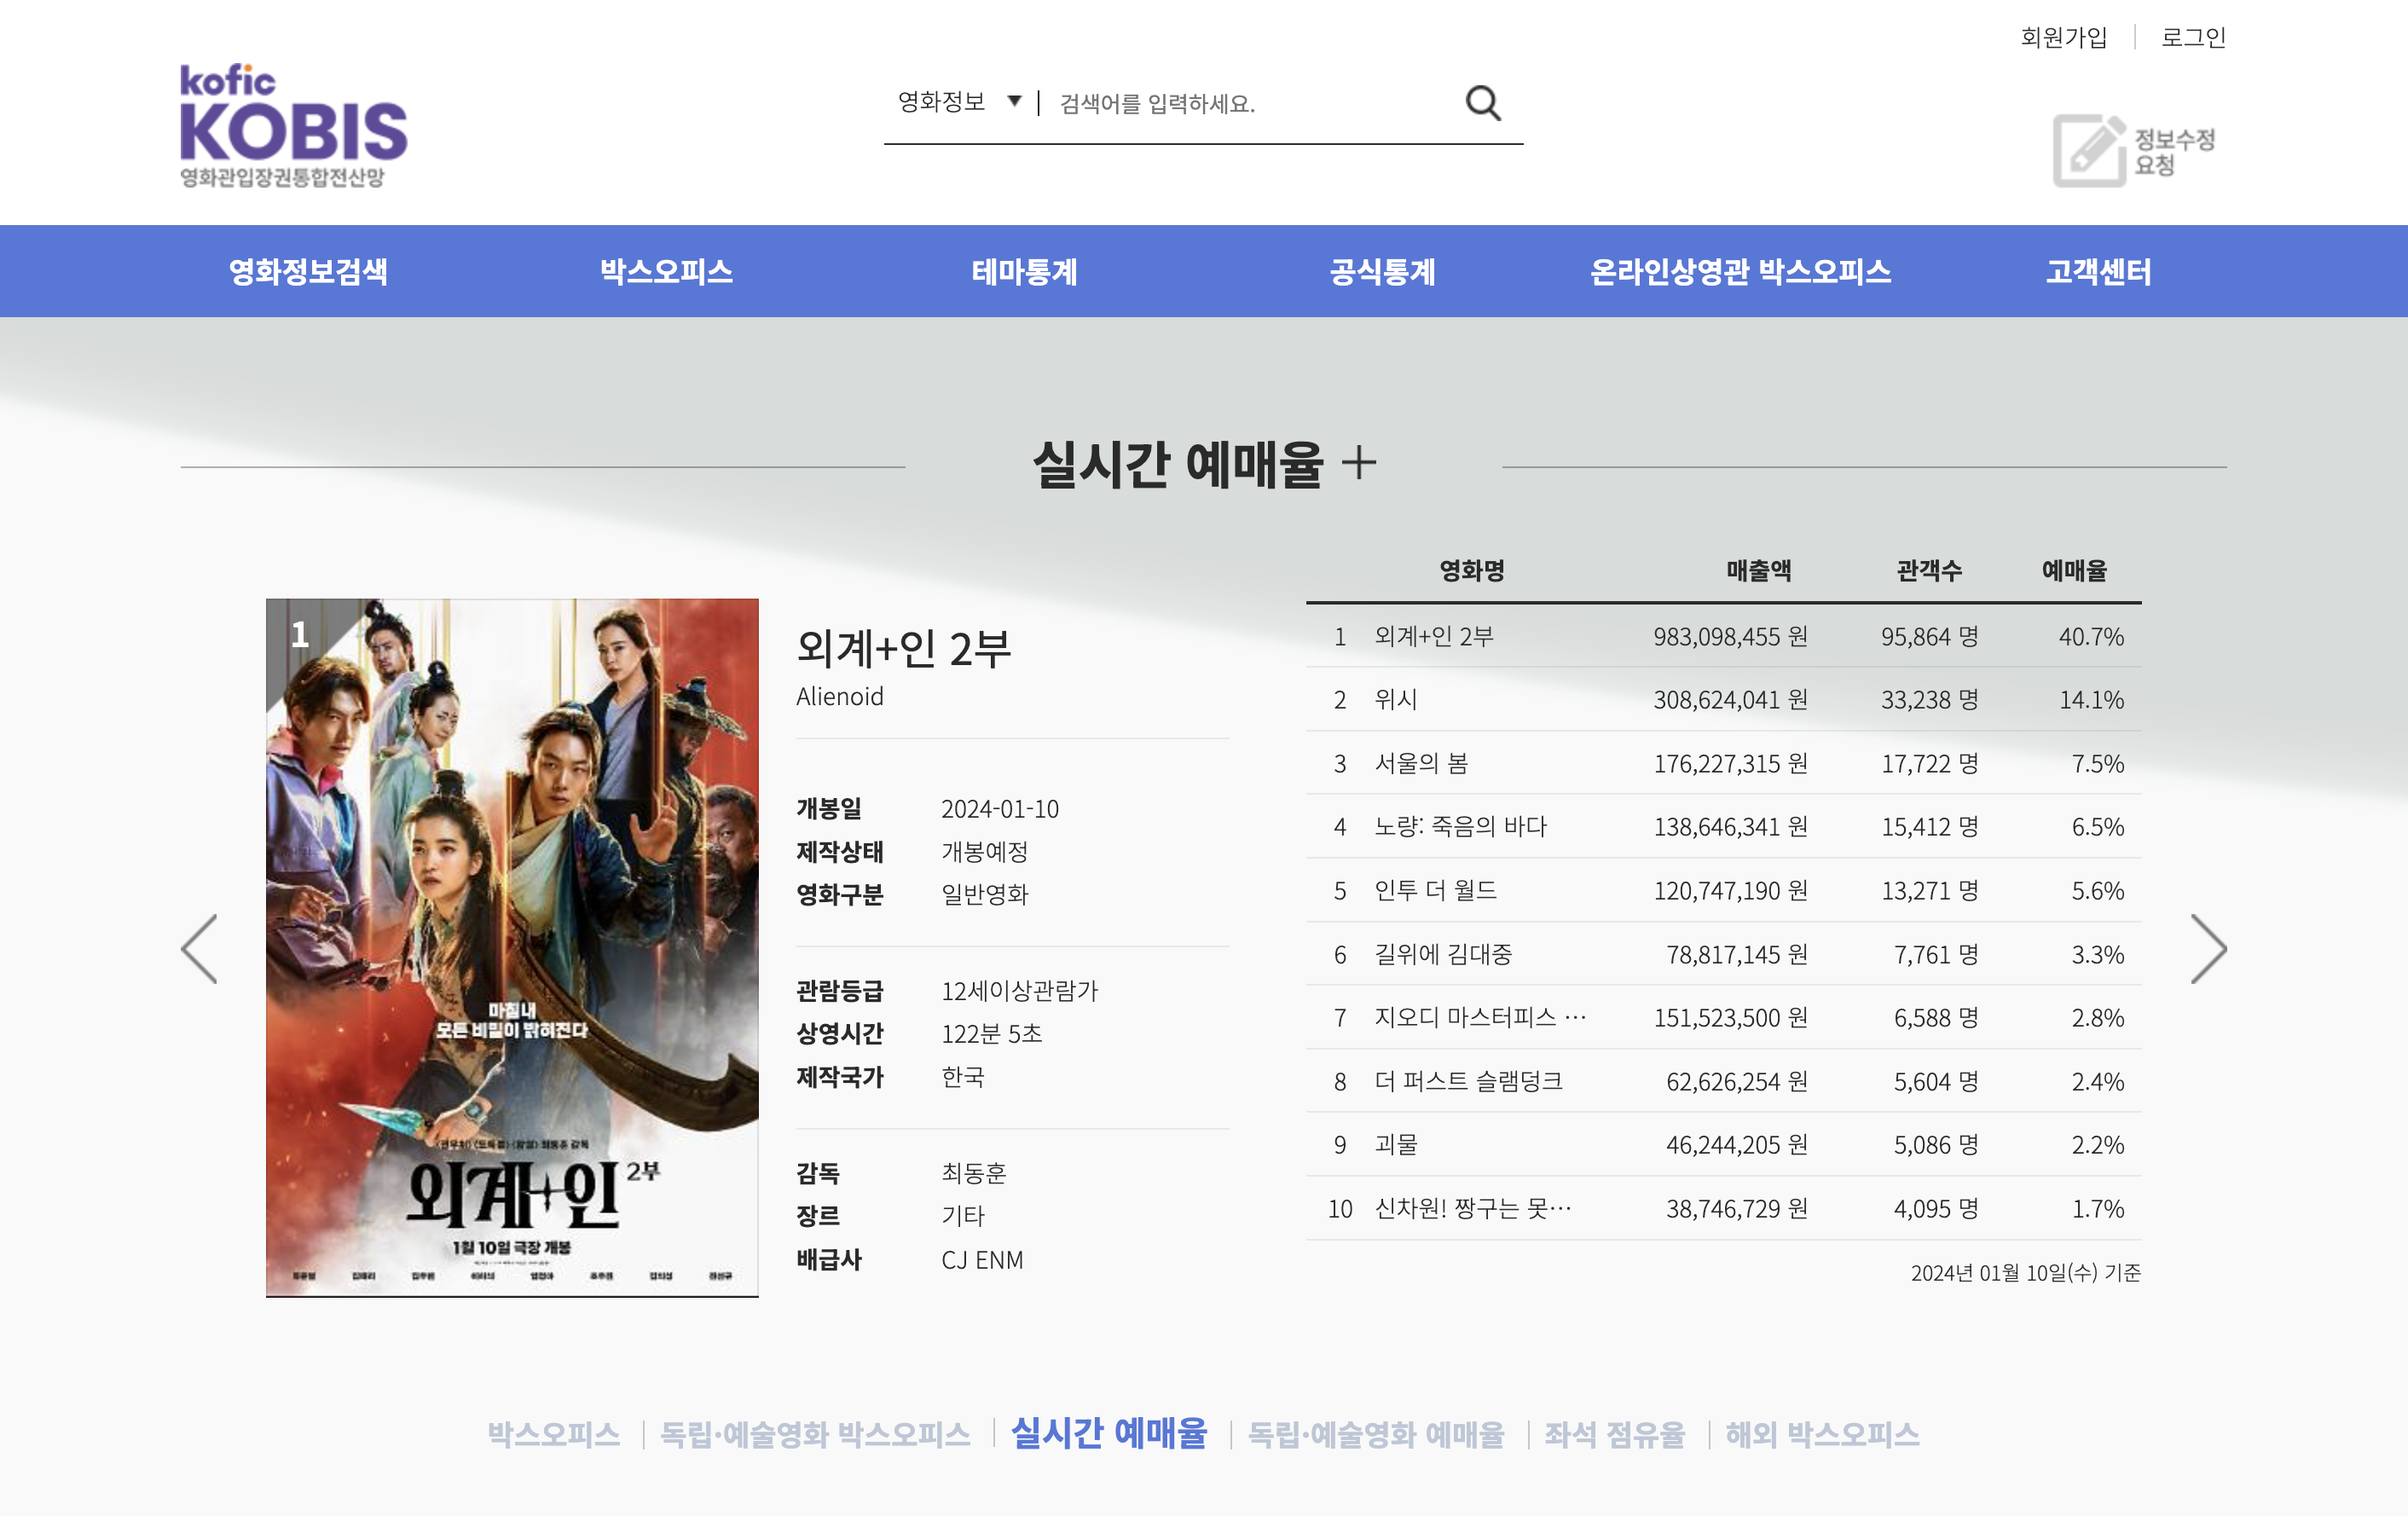 회원가입 로그인
kofic
KOBIS
영화관입장권통합전산망
영화정보 검색어를 입력하세요.
정보수정
요청
영화정보검색 박스오피스 테마통계 공식통계 온라인상영관 박스오피스 고객센터
실시간 예매율 +
1
마침내
모든 비밀이 밝혀진다
외계+인 2부
1월 10일 극장 개봉
외계+인 2부
Alienoid
개봉일 2024-01-10
제작상태 개봉예정
영화구분 일반영화
관람등급 12세이상관람가
상영시간 122분 5초
제작국가 한국
감독 최동훈
장르 기타
배급사 CJ ENM
영화명 매출액 관객수 예매율
1 외계+인 2부 983,098,455 원 95,864 명 40.7%
2 위시 308,624,041 원 33,238 명 14.1%
3 서울의 봄 176,227,315 원 17,722 명 7.5%
4 노량: 죽음의 바다 138,646,341 원 15,412 명 6.5%
5 인투 더 월드 120,747,190 원 13,271 명 5.6%
6 길위에 김대중 78,817,145 원 7,761 명 3.3%
7 지오디 마스터피스 … 151,523,500 원 6,588 명 2.8%
8 더 퍼스트 슬램덩크 62,626,254 원 5,604 명 2.4%
9 괴물 46,244,205 원 5,086 명 2.2%
10 신차원! 짱구는 못… 38,746,729 원 4,095 명 1.7%
2024년 01월 10일(수) 기준
박스오피스 독립·예술영화 박스오피스 실시간 예매율 독립·예술영화 예매율 좌석 점유율 해외 박스오피스